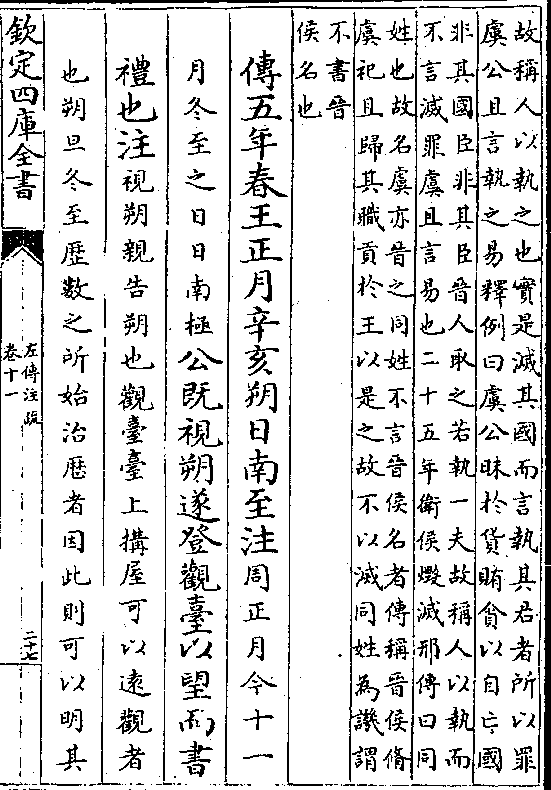 故稱人以執之也實是滅其國而言執其君者所以罪
虞公且言執之易釋例曰虞公昧於貨賄貪以自亡國
非其國臣非其臣晉人取之若執一夫故稱人以執而
不言滅罪虞且言易也二十五年衛侯燬滅邢傳曰同
姓也故名虞亦晉之同姓不言晉侯名者傳稱晉侯脩
虞祀且歸其職貢於王以是之故不以滅同姓為譏謂
不書晉
侯名也
傳五年春王正月辛亥朔日南至注周正月今十一
月冬至之日日南極公既視朔遂登觀臺以望而書
禮也注視朔親告朔也觀臺臺上搆屋可以遠觀者
也朔旦冬至歴數之所始治歴者因此則可以明其
欽定四庫全書
左傳注疏
卷十一
二十七